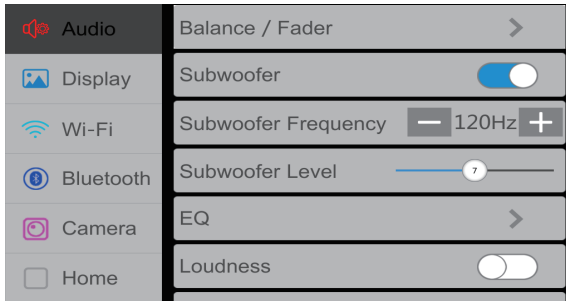 Audio
Display
Wi-Fi
Bluetooth
Camera
Home
Balance / Fader
Subwoofer
Subwoofer Frequency 120Hz
Subwoofer Level 7
EQ
Loudness